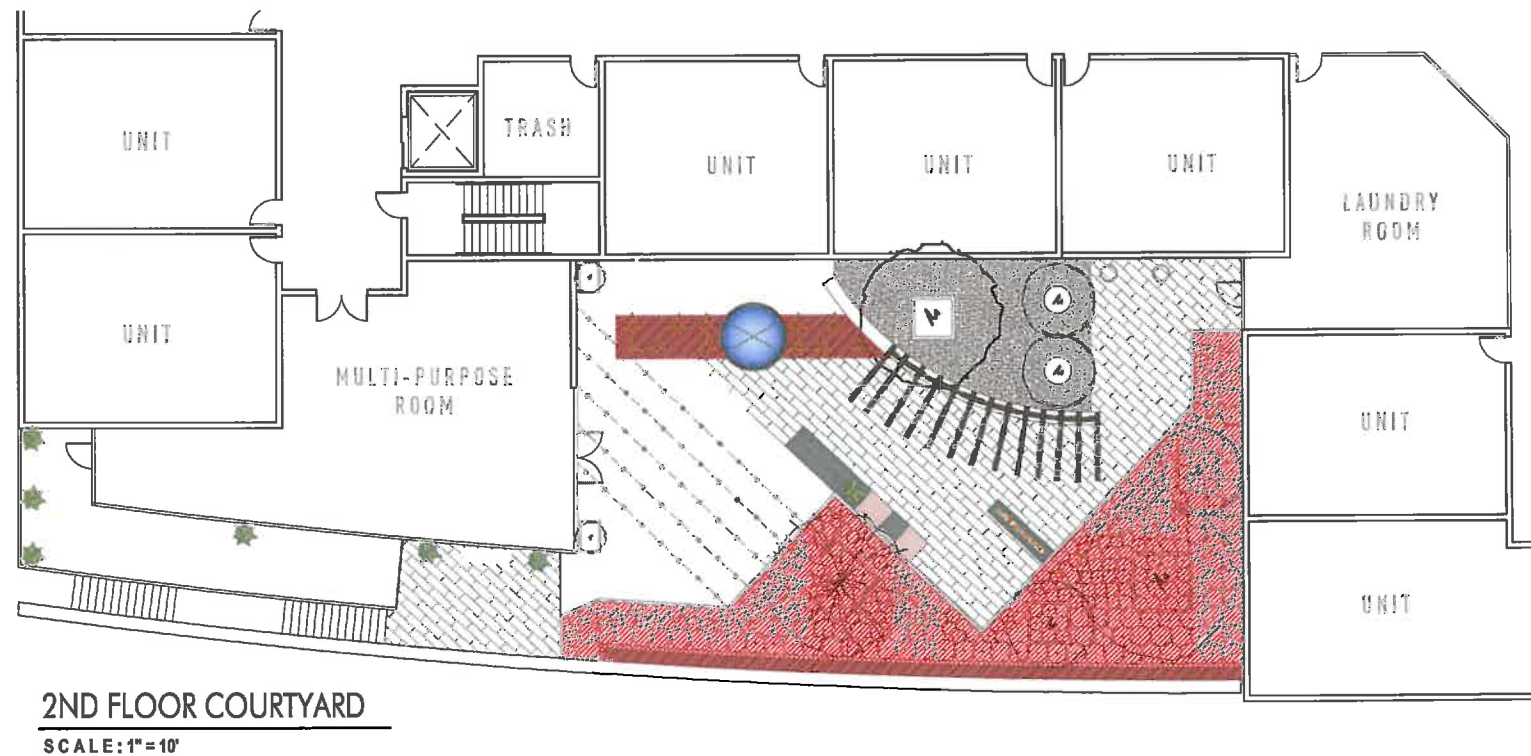 UNIT
TRASH
UNIT
UNIT
UNIT
LAUNDRY
ROOM
UNIT
MULTI-PURPOSE
ROOM
UNIT
UNIT
2ND FLOOR COURTYARD
SCALE: 1" = 10'